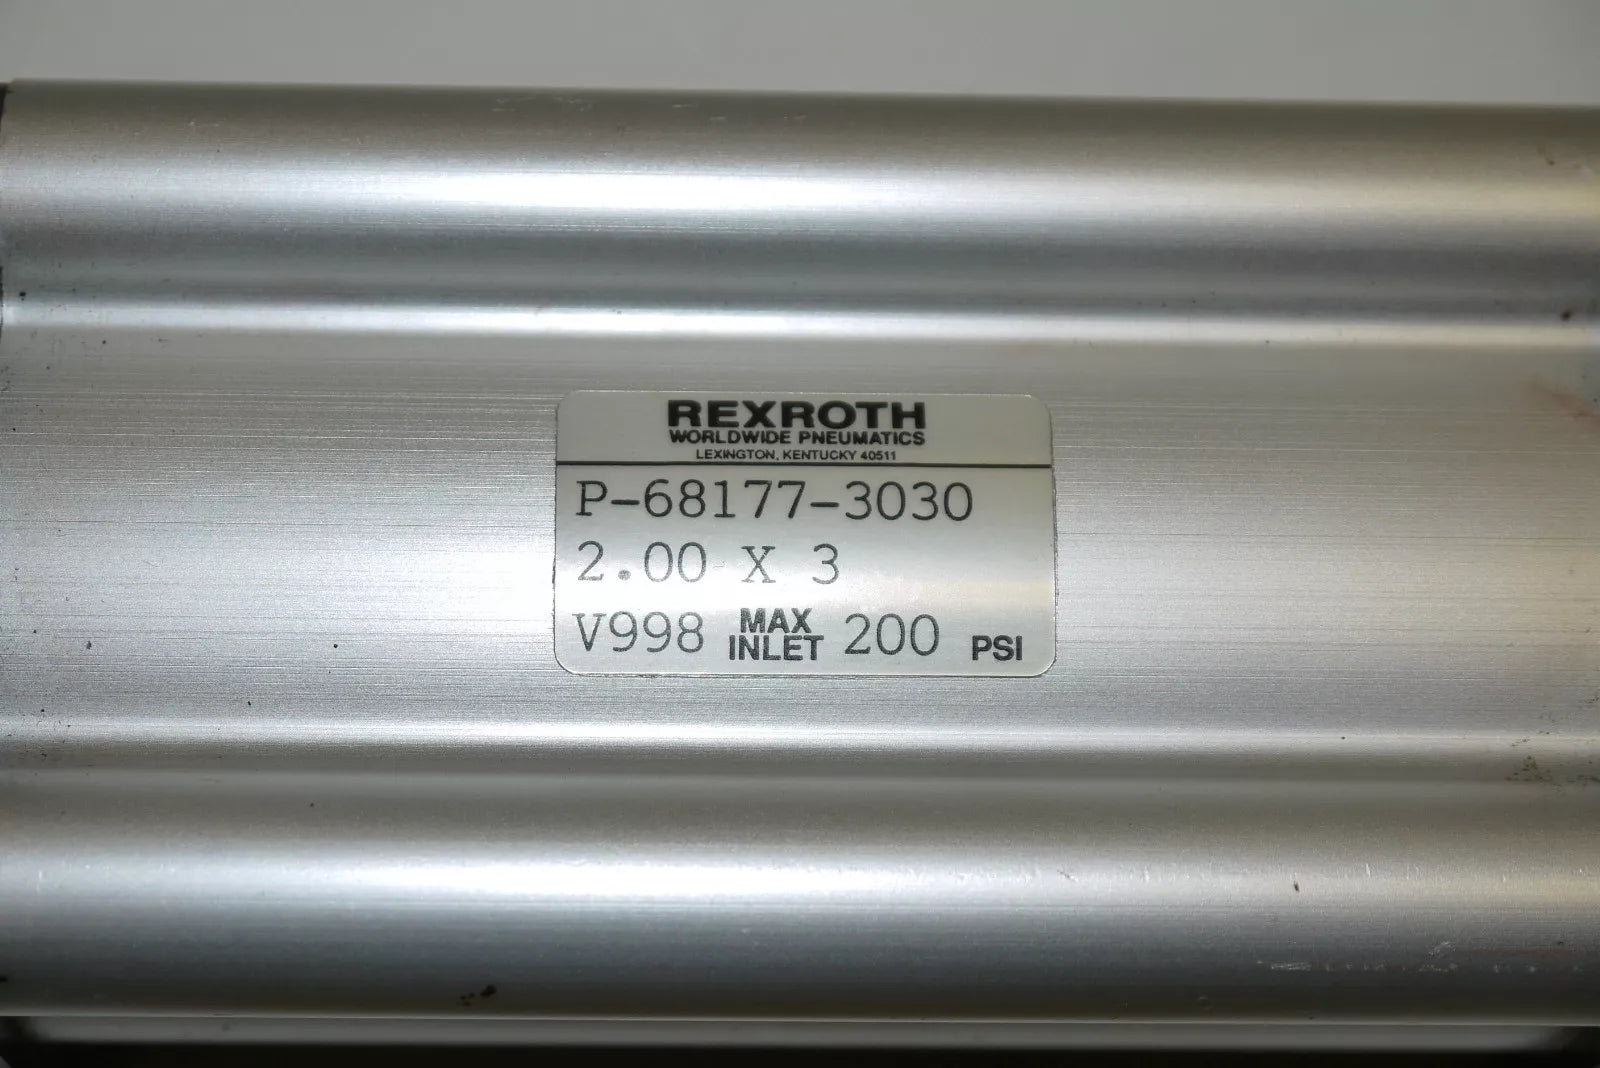 REXROTH
WORLDWIDE PNEUMATICS
LEXINGTON, KENTUCKY 40511
P-68177-3030
2.00 X 3
V998 MAX INLET 200 PSI